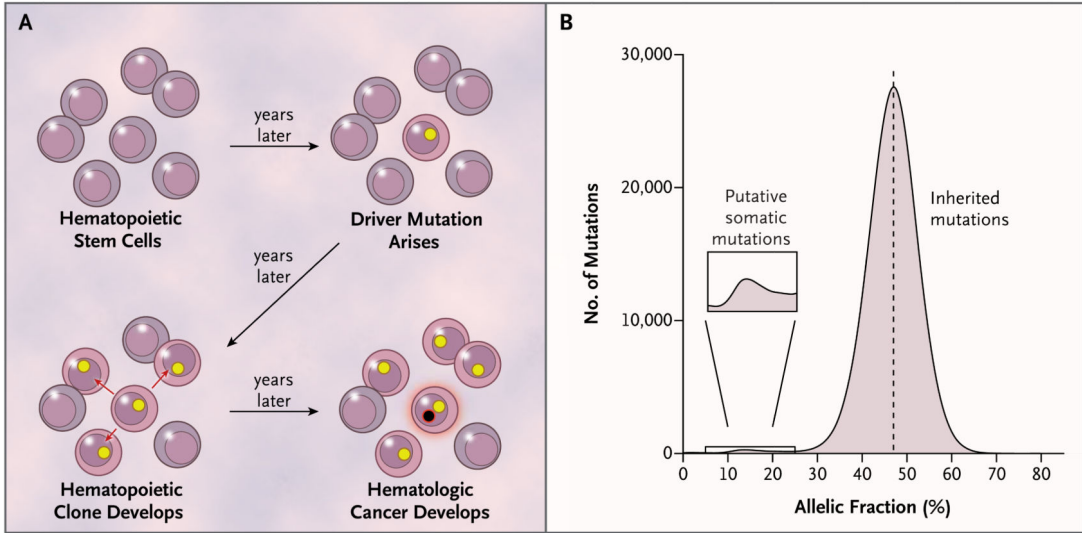 A
years
later
Hematopoietic
Stem Cells
Driver Mutation
Arises
years
later
years
later
Hematopoietic
Clone Develops
Hematologic
Cancer Develops
B
30,000
20,000
10,000
0
No. of Mutations
Putative
somatic
mutations
Inherited
mutations
0 10 20 30 40 50 60 70 80
Allelic Fraction (%)